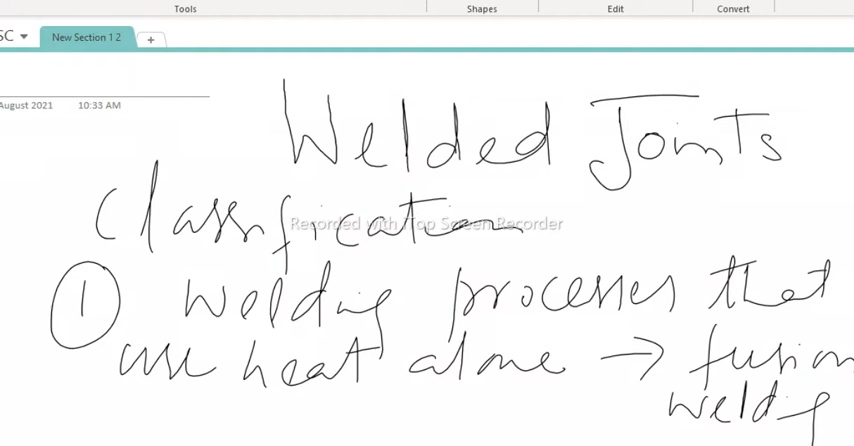 Tools Shapes Edit Convert
SC New Section 1 2 +
August 2021 10:33 AM
Welded Joints
Classification
Recorded with iTop Screen Recorder
① Welding processes that
use heat alone → fusion
welding